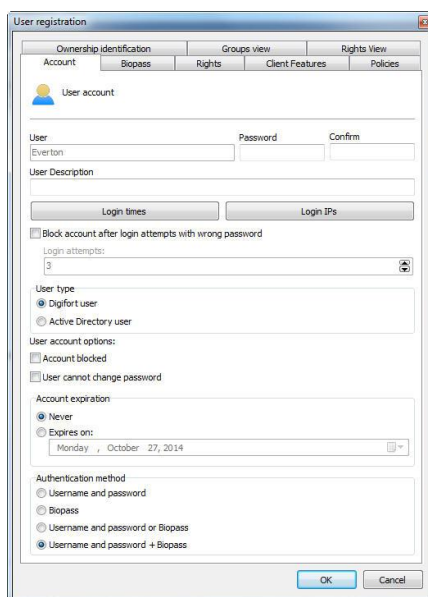 User registration
Ownership identification Groups view Rights View
Account Biopass Rights Client Features Policies
User account
User Password Confirm
Everton
User Description
Login times Login IPs
Block account after login attempts with wrong password
Login attempts:
3
User type
Digifort user
Active Directory user
User account options:
Account blocked
User cannot change password
Account expiration
Never
Expires on:
Monday , October 27, 2014
Authentication method
Username and password
Biopass
Username and password or Biopass
Username and password + Biopass
OK Cancel